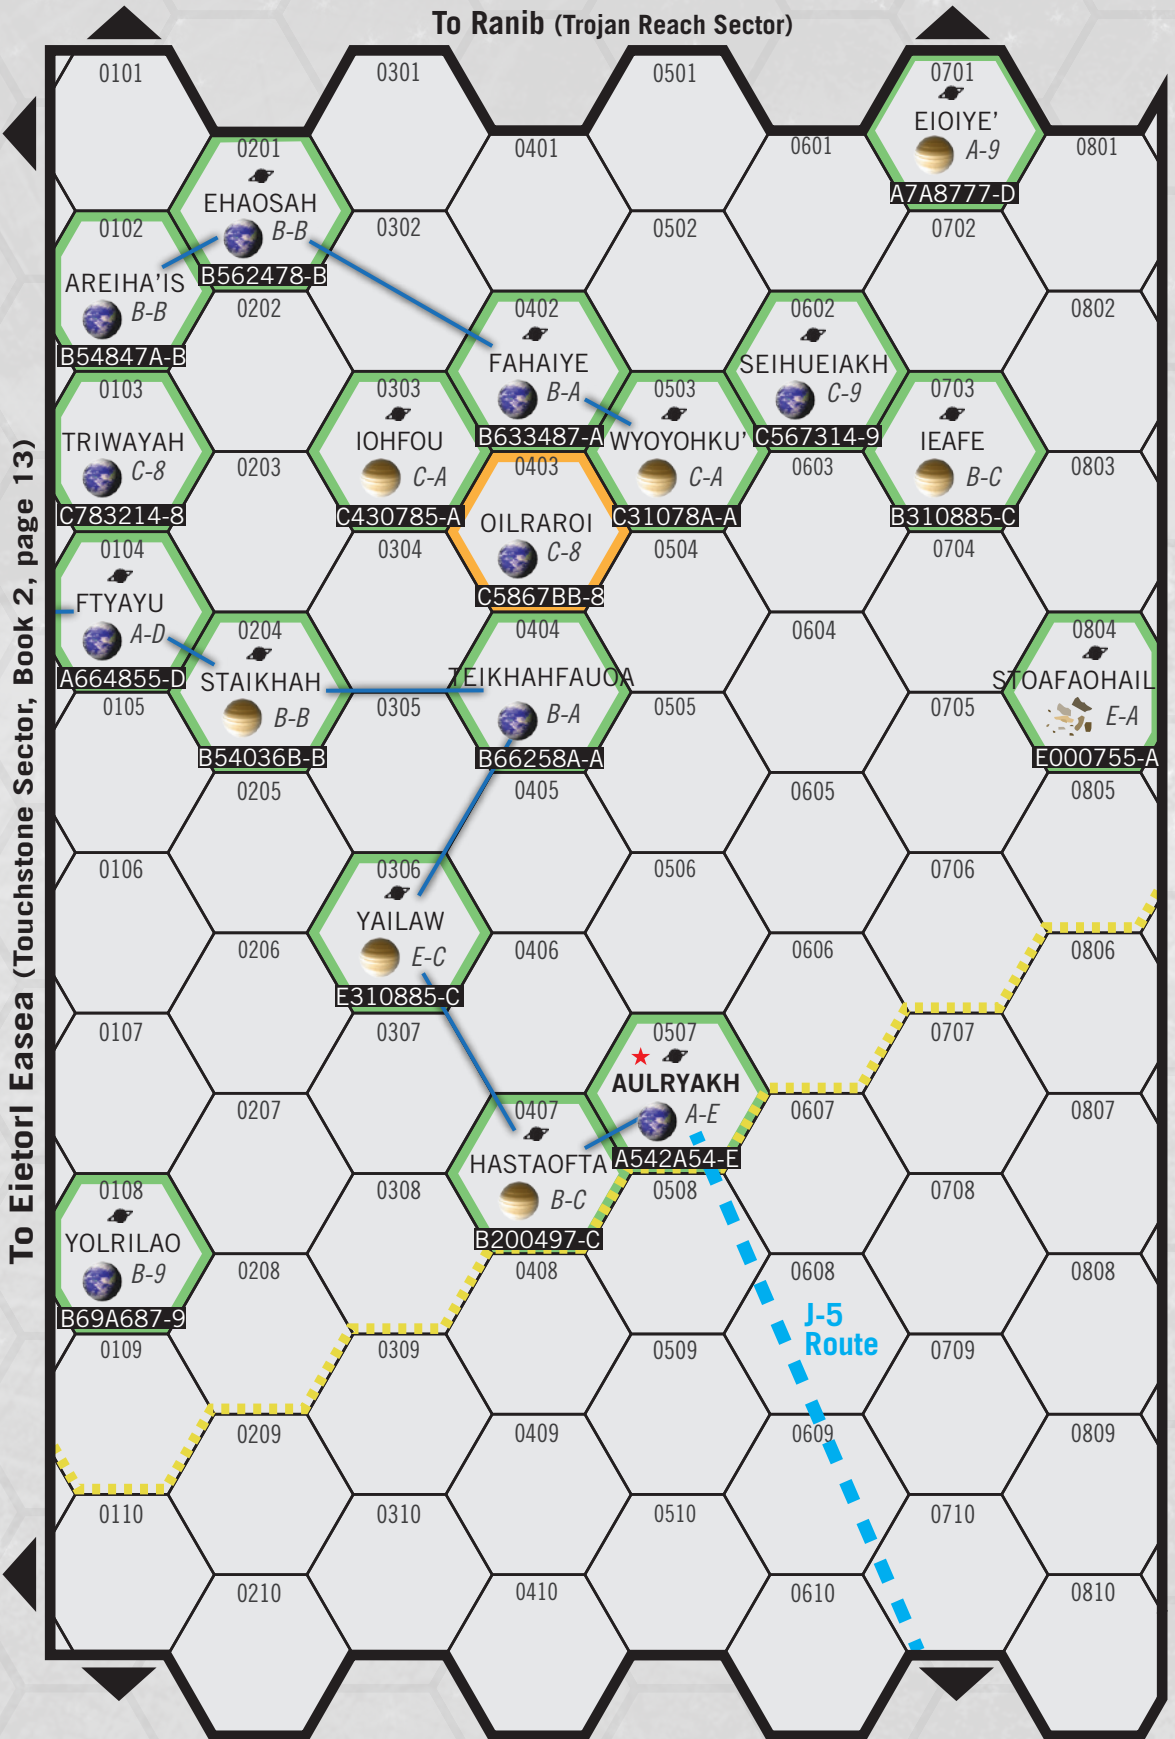 To Ranib (Trojan Reach Sector)
To Eietorl Easea (Touchstone Sector, Book 2, page 13)
0101
0301
0501
0701
EIOIYE'
A-9
A7A8777-D
0201
EHAOSAH
B-B
B562478-B
0401
0601
0801
0102
AREIHA'IS
B-B
B54847A-B
0302
0502
0702
0202
0402
FAHAIYE
B-A
B633487-A
0602
SEIHUEIAKH
C-9
C567314-9
0802
0103
TRIWAYAH
C-8
C783214-8
0303
IOHFOU
C-A
C430785-A
0503
WYOYOHKU'
C-A
C31078A-A
0703
IEAFE
B-C
B310885-C
0203
0403
OILRAROI
C-8
C5867BB-8
0603
0803
0104
FTYAYU
A-D
A664855-D
0304
0504
0704
0204
STAIKHAH
B-B
B54036B-B
0404
TEIKHAHFAUOA
B-A
B66258A-A
0604
0804
STOAFAOHAIL
E-A
E000755-A
0105
0305
0505
0705
0205
0405
0605
0805
0106
0306
YAILAW
E-C
E310885-C
0506
0706
0206
0406
0606
0806
0107
0307
0507
AULRYAKH
A-E
A542A54-E
0707
0207
0407
HASTAOFTA
B-C
B200497-C
0607
0807
0108
YOLRILAO
B-9
B69A687-9
0308
0508
0708
0208
0408
0608
0808
J-5
Route
0109
0309
0509
0709
0209
0409
0609
0809
0110
0310
0510
0710
0210
0410
0610
0810